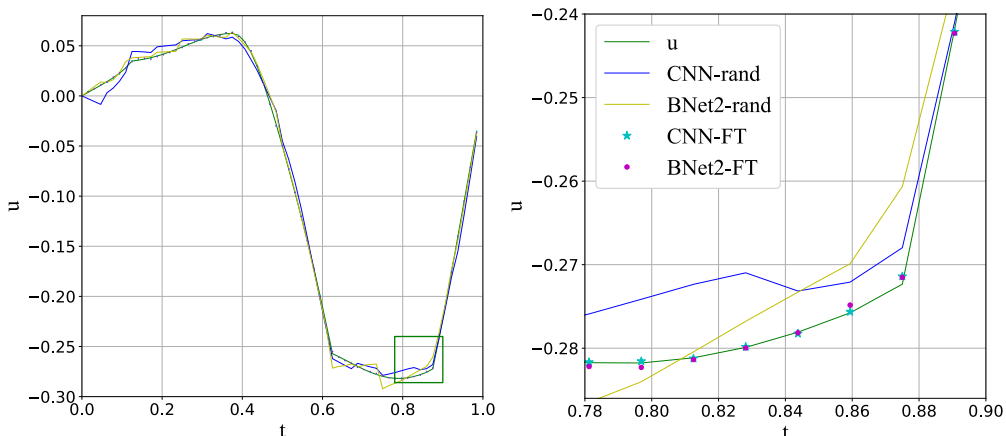 0.05
0.00
−0.05
−0.10
−0.15
−0.20
−0.25
−0.30
u
0.0 0.2 0.4 0.6 0.8 1.0
t
−0.24
−0.25
−0.26
−0.27
−0.28
u
u
CNN-rand
BNet2-rand
CNN-FT
BNet2-FT
0.78 0.80 0.82 0.84 0.86 0.88 0.90
t